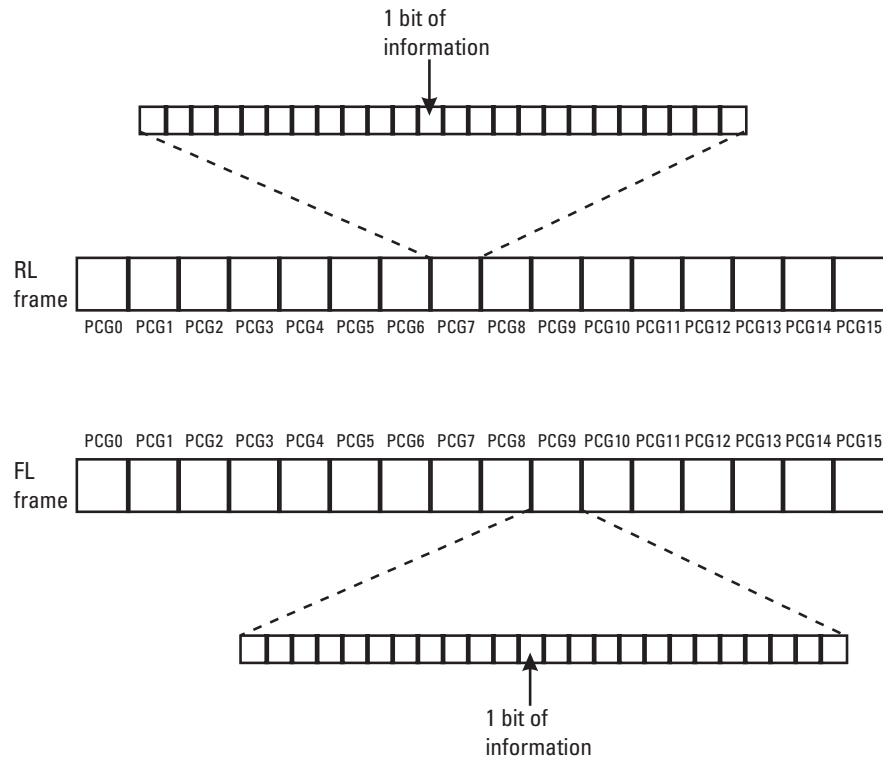 1 bit of
information
RL
frame
PCG0 PCG1 PCG2 PCG3 PCG4 PCG5 PCG6 PCG7 PCG8 PCG9 PCG10 PCG11 PCG12 PCG13 PCG14 PCG15
PCG0 PCG1 PCG2 PCG3 PCG4 PCG5 PCG6 PCG7 PCG8 PCG9 PCG10 PCG11 PCG12 PCG13 PCG14 PCG15
FL
frame
1 bit of
information